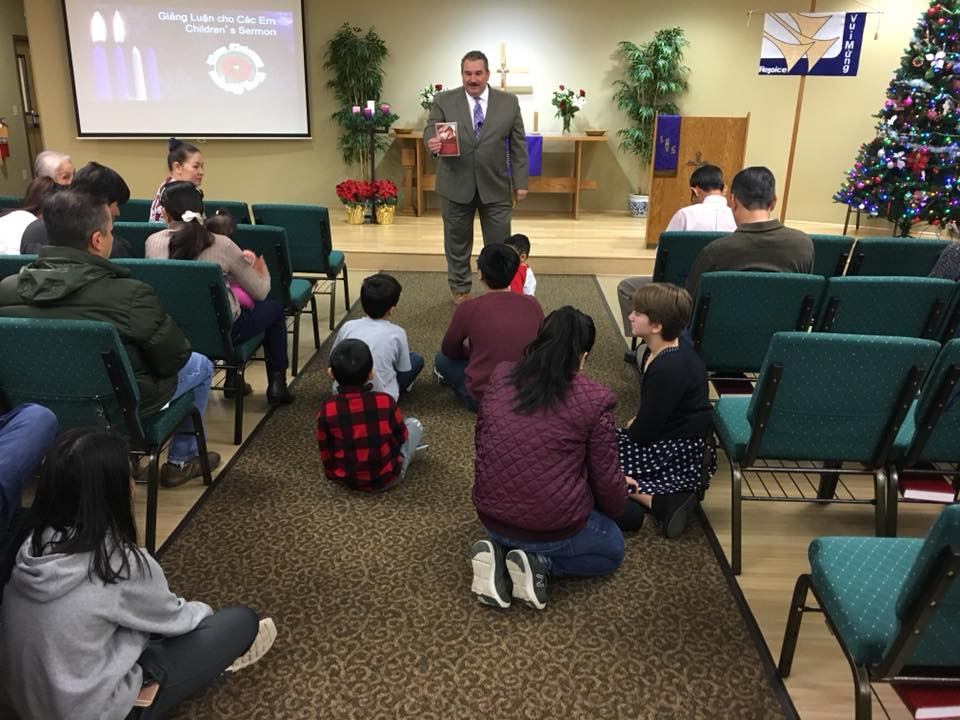 Giảng Luận cho Các Em
Children's Sermon
Rejoice
Vui Mừng